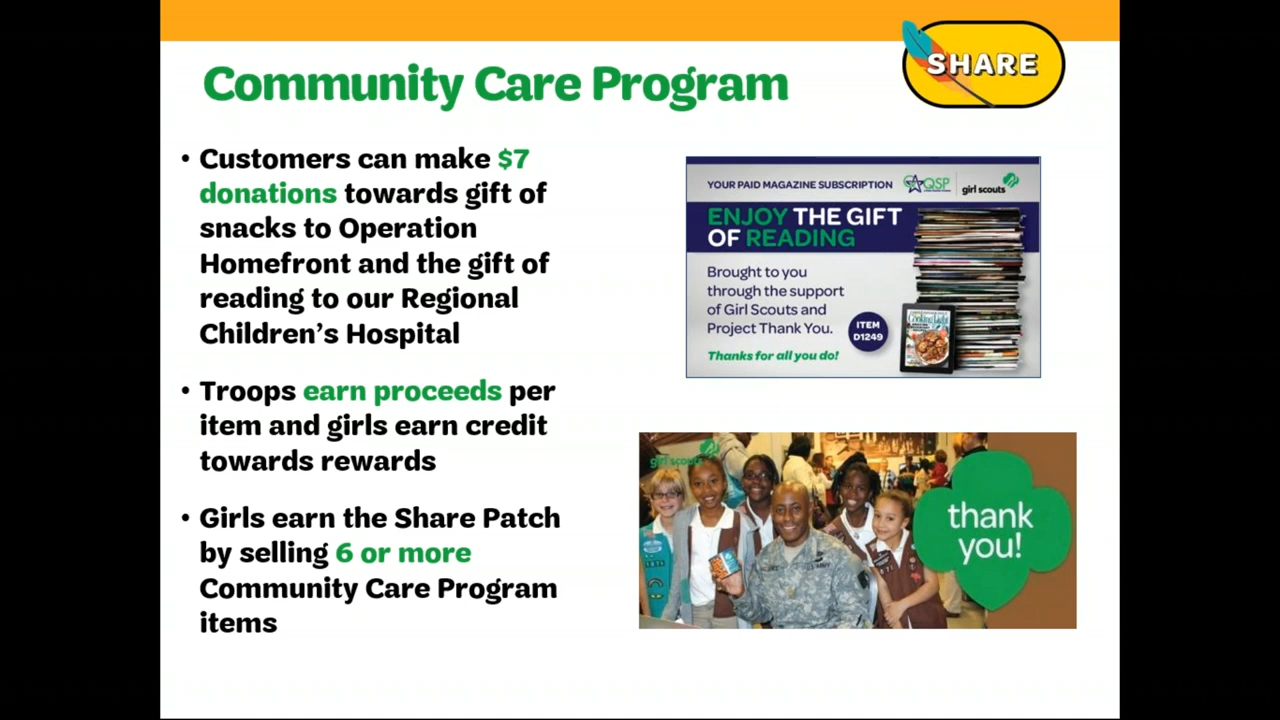 SHARE
Community Care Program
• Customers can make $7
donations towards gift of
snacks to Operation
Homefront and the gift of
reading to our Regional
Children’s Hospital
• Troops earn proceeds per
item and girls earn credit
towards rewards
• Girls earn the Share Patch
by selling 6 or more
Community Care Program
items
YOUR PAID MAGAZINE SUBSCRIPTION
QSP
girl scouts
ENJOY THE GIFT
OF READING
Brought to you
through the support
of Girl Scouts and
Project Thank You.
Thanks for all you do!
ITEM
D1249
Cooking Light
girl scouts
thank
you!